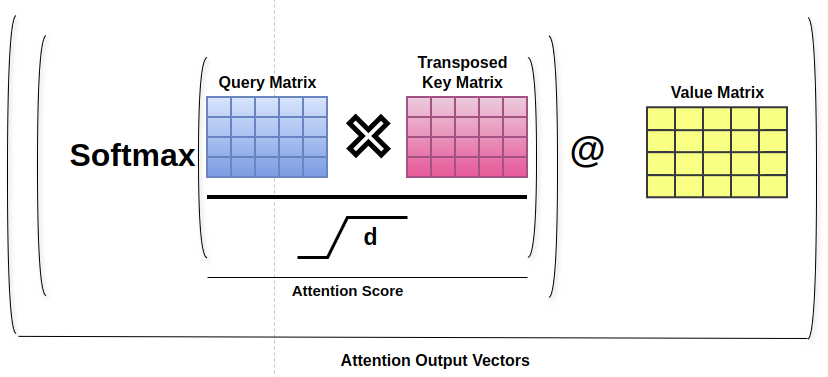 Transposed
Key Matrix
Query Matrix
Value Matrix
Softmax
@
d
Attention Score
Attention Output Vectors